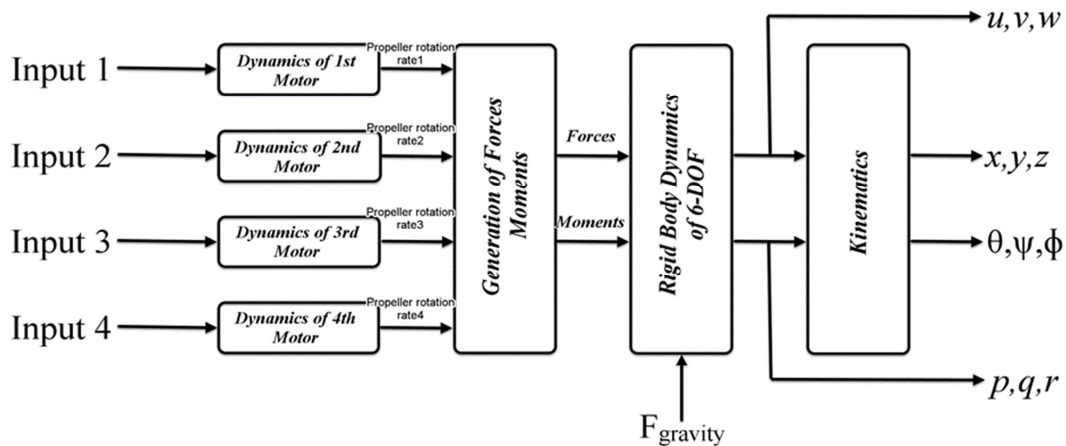 u,v,w
Input 1
Dynamics of 1st
Motor
Propeller rotation
rate1
Input 2
Dynamics of 2nd
Motor
Propeller rotation
rate2
Input 3
Dynamics of 3rd
Motor
Propeller rotation
rate3
Input 4
Dynamics of 4th
Motor
Propeller rotation
rate4
Generation of Forces
Moments
Forces
Moments
Rigid Body Dynamics
of 6-DOF
Kinematics
x,y,z
θ,ψ,ϕ
p,q,r
Fgravity